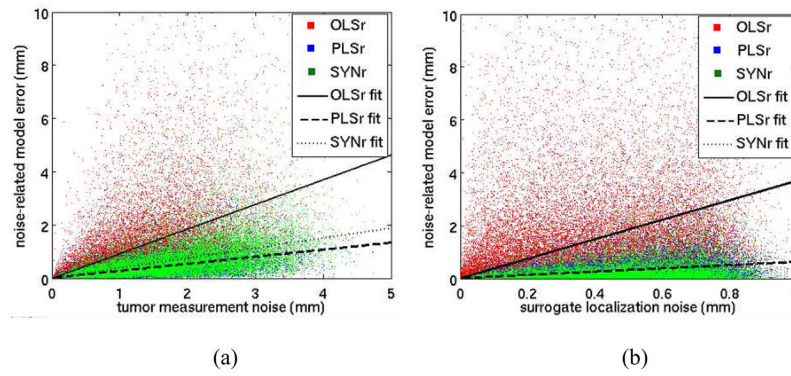 10
8
6
4
2
0
noise-related model error (mm)
1
2
3
4
5
tumor measurement noise (mm)
OLSr
PLSr
SYNr
OLSr fit
PLSr fit
SYNr fit
(a)
10
8
6
4
2
0
noise-related model error (mm)
0
0.2
0.4
0.6
0.8
surrogate localization noise (mm)
OLSr
PLSr
SYNr
OLSr fit
PLSr fit
SYNr fit
(b)